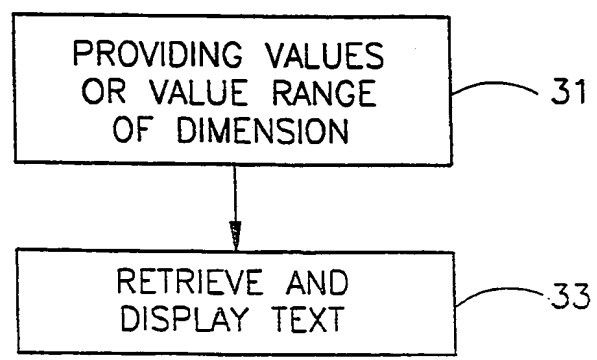 PROVIDING VALUES
OR VALUE RANGE
OF DIMENSION
31
RETRIEVE AND
DISPLAY TEXT
33